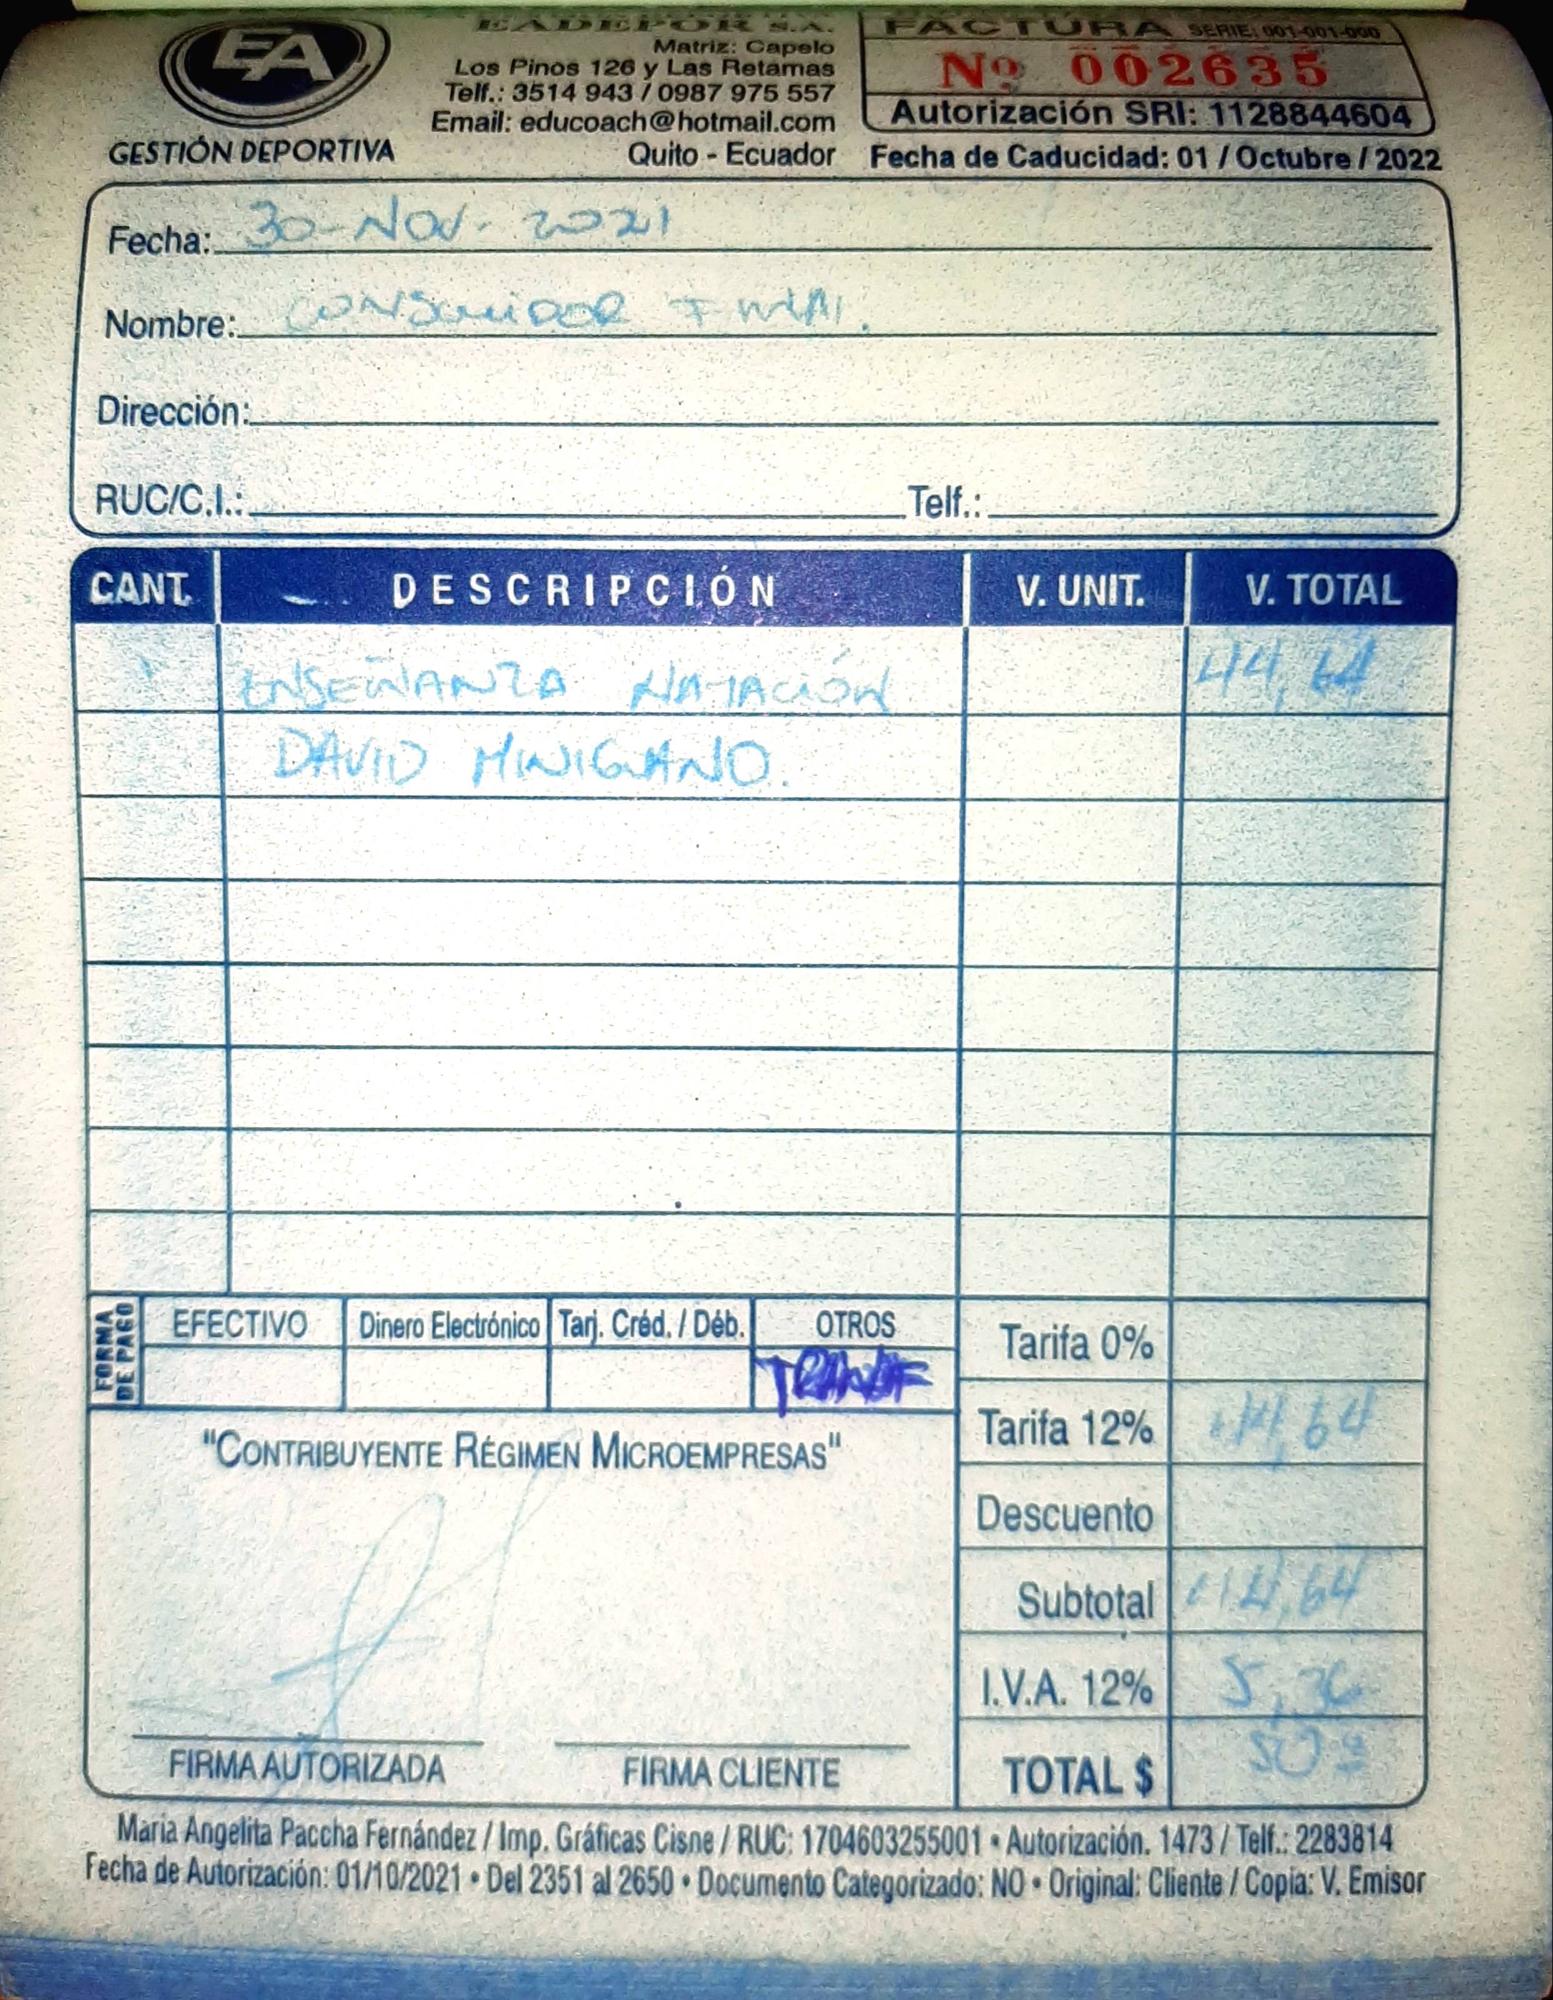 EA
GESTIÓN DEPORTIVA
EADEPOR S.A.
Matriz: Capelo
Los Pinos 126 y Las Retamas
Telf.: 3514 943 / 0987 975 557
Email: educoach@hotmail.com
Quito - Ecuador
FACTURA SERIE: 001-001-000
Nº 002635
Autorización SRI: 1128844604
Fecha de Caducidad: 01 / Octubre / 2022
Fecha: 30-NOV-2021
Nombre: CONSUMIDOR FINAL.
Dirección:
RUC/C.I.: Telf.:
CANT. DESCRIPCIÓN V. UNIT. V. TOTAL
ENSEÑANZA NATACIÓN 44,64
DAVID MINIGUANO.
FORMA DE PAGO
EFECTIVO Dinero Electrónico Tarj. Créd. / Déb. OTROS
TRANSF
Tarifa 0%
Tarifa 12% 44,64
Descuento
Subtotal 44,64
I.V.A. 12% 5,36
TOTAL $ 50
"CONTRIBUYENTE RÉGIMEN MICROEMPRESAS"
FIRMA AUTORIZADA FIRMA CLIENTE
Maria Angelita Paccha Fernández / Imp. Gráficas Cisne / RUC: 1704603255001 • Autorización. 1473 / Telf.: 2283814
Fecha de Autorización: 01/10/2021 • Del 2351 al 2650 • Documento Categorizado: NO • Original: Cliente / Copia: V. Emisor